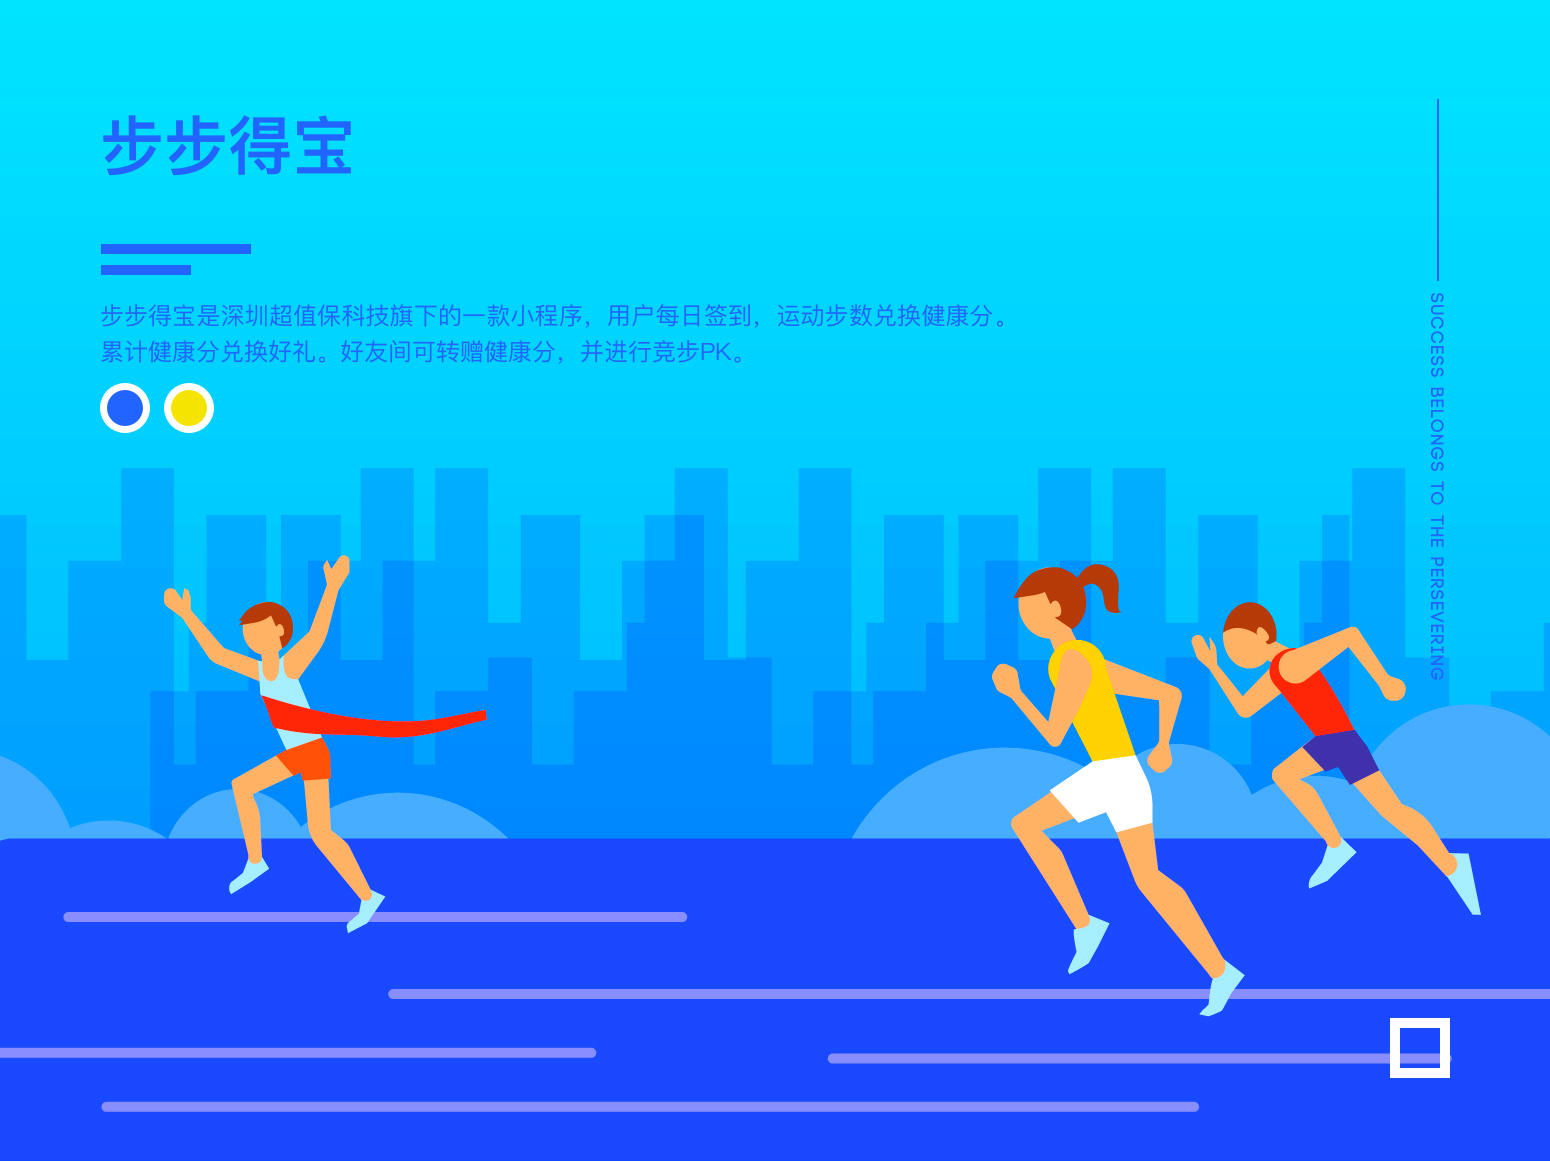 步步得宝
步步得宝是深圳超值保科技旗下的一款小程序，用户每日签到，运动步数兑换健康分。
累计健康分兑换好礼。好友间可转赠健康分，并进行竞步PK。
SUCCESS BELONGS TO THE PERSEVERING